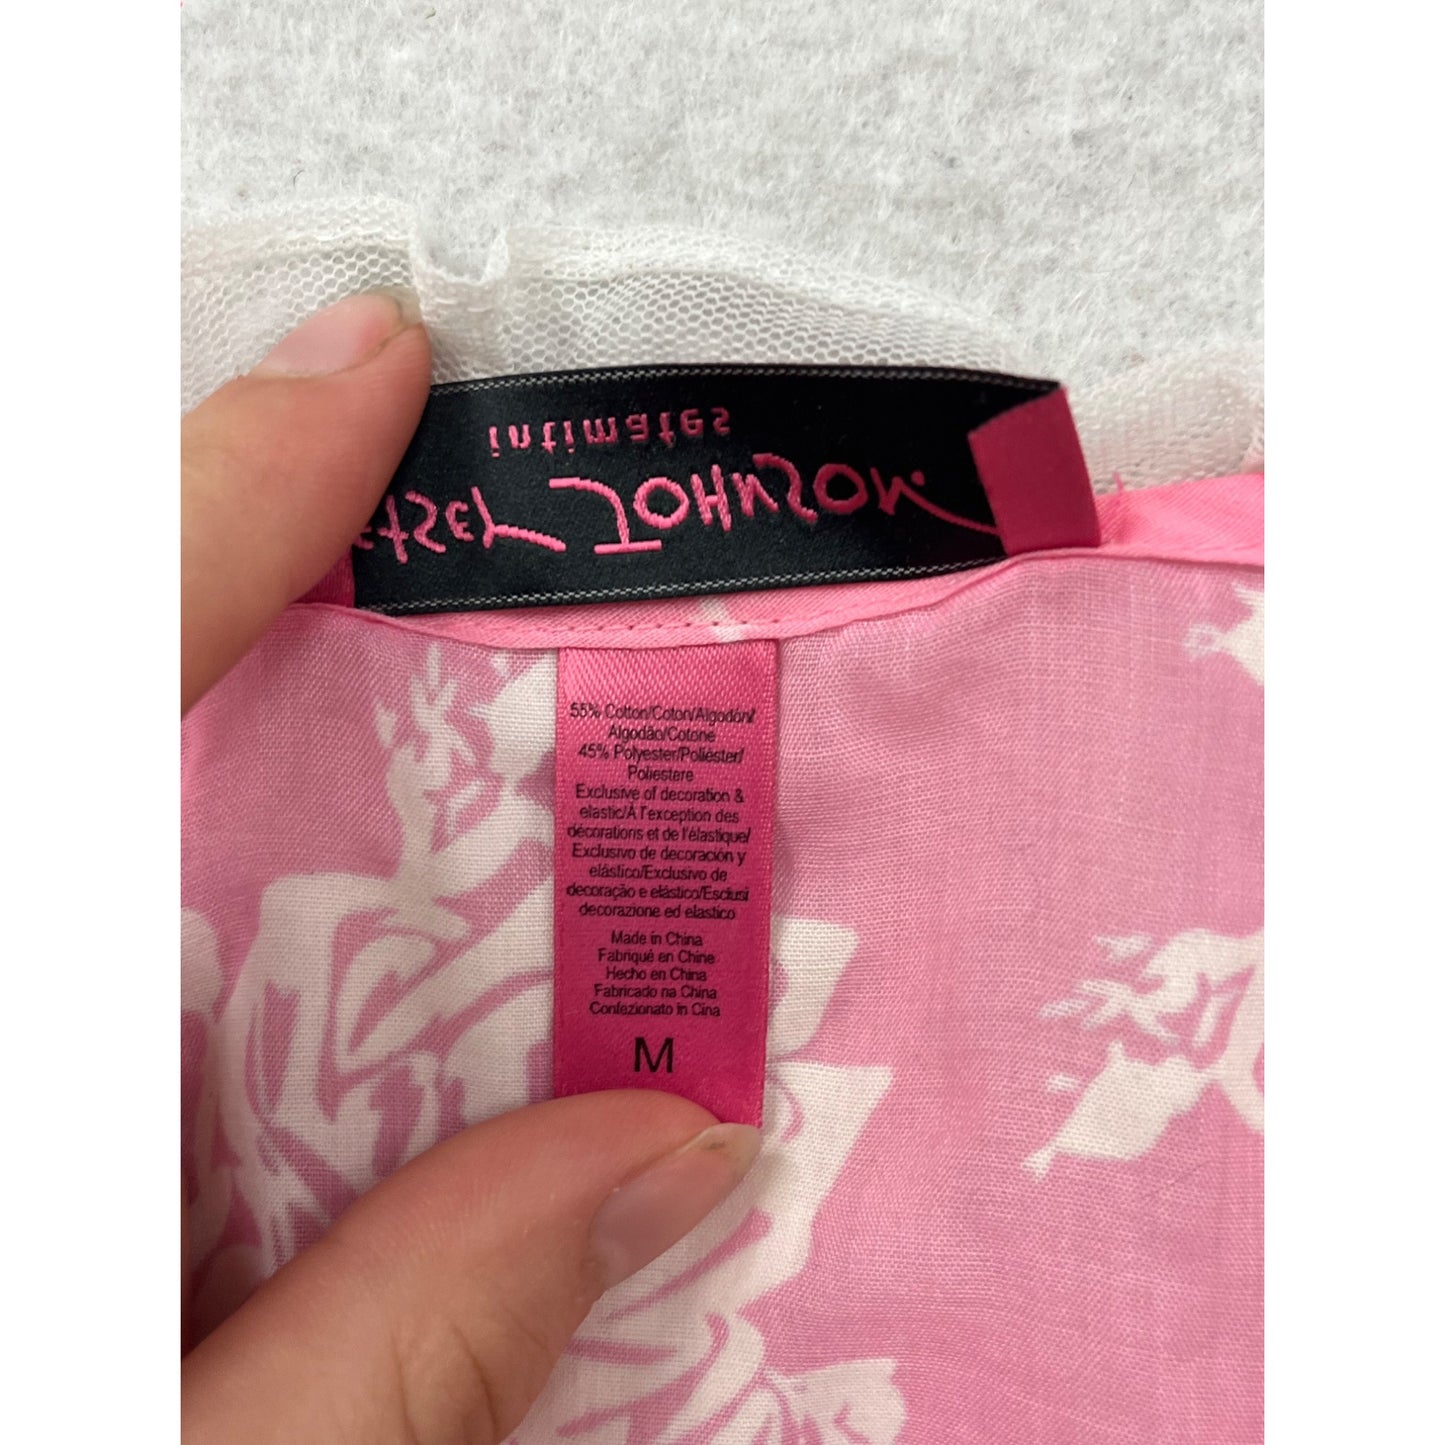 intimates
BETSEY JOHNSON.
55% Cotton/Coton/Algodón/
Algodão/Cotone
45% Polyester/Poliéster/
Poliestere
Exclusive of decoration &
elastic/À l'exception des
décorations et de l'élastique/
Exclusivo de decoración y
elástico/Exclusivo de
decoração e elástico/Esclusi
decorazione ed elastico
Made in China
Fabriqué en Chine
Hecho en China
Fabricado na China
Confezionato in Cina
M